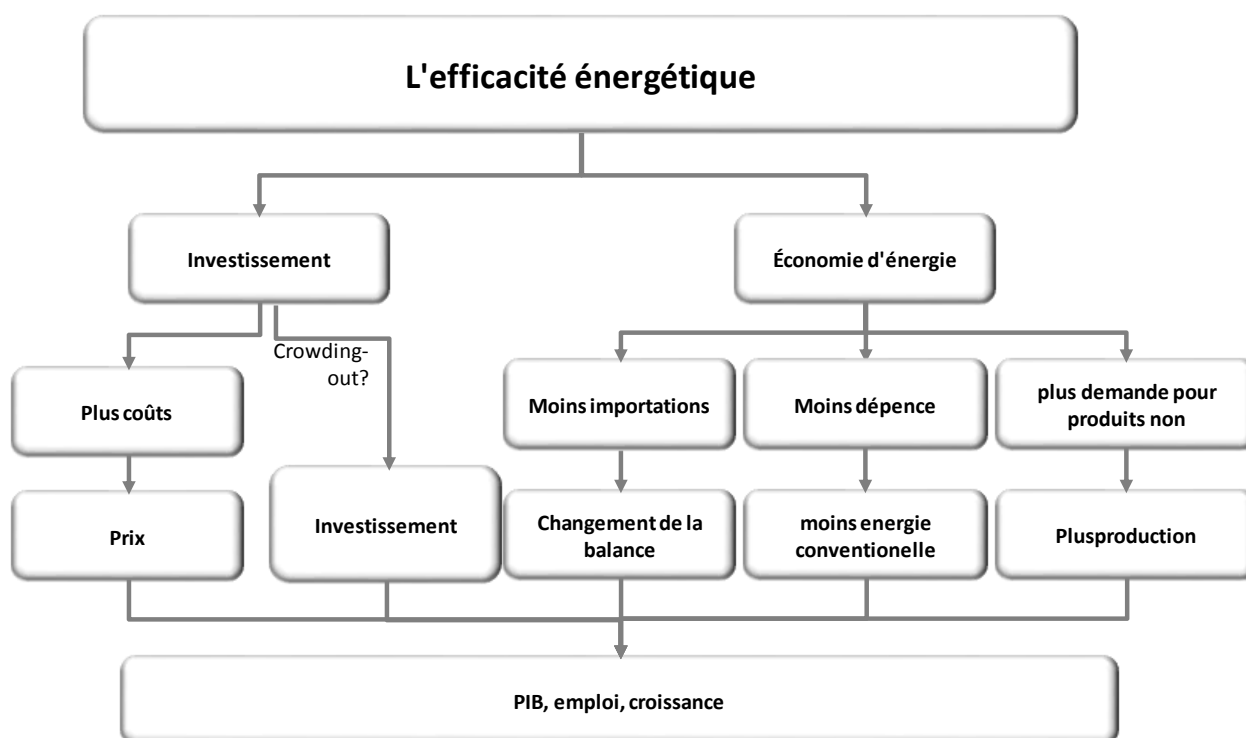 L'efficacité énergétique
Investissement
Économie d'énergie
Crowding-
out?
Plus coûts
Moins importations
Moins dépence
plus demande pour
produits non
Prix
Investissement
Changement de la
balance
moins energie
conventionelle
Plusproduction
PIB, emploi, croissance